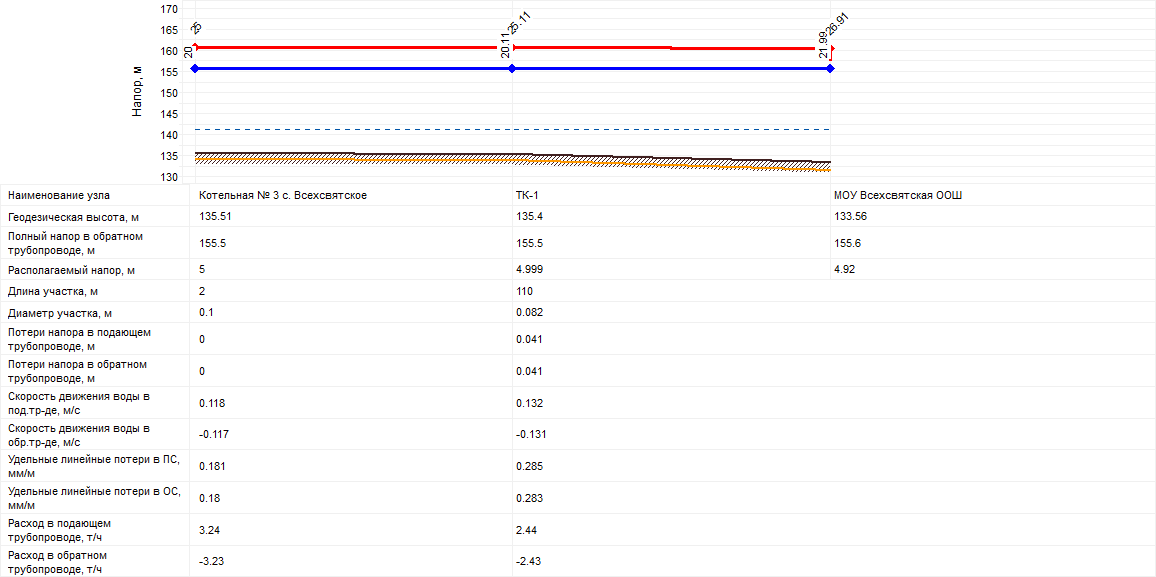 170
165
160
155
150
145
140
135
130
Напор, м
25
20
25.11
20.11
26.91
21.99
Наименование узла Котельная № 3 с. Всехсвятское ТК-1 МОУ Всехсвятская ООШ
Геодезическая высота, м 135.51 135.4 133.56
Полный напор в обратном
трубопроводе, м 155.5 155.5 155.6
Располагаемый напор, м 5 4.999 4.92
Длина участка, м 2 110
Диаметр участка, м 0.1 0.082
Потери напора в подающем
трубопроводе, м 0 0.041
Потери напора в обратном
трубопроводе, м 0 0.041
Скорость движения воды в
под.тр-де, м/с 0.118 0.132
Скорость движения воды в
обр.тр-де, м/с -0.117 -0.131
Удельные линейные потери в ПС,
мм/м 0.181 0.285
Удельные линейные потери в ОС,
мм/м 0.18 0.283
Расход в подающем
трубопроводе, т/ч 3.24 2.44
Расход в обратном
трубопроводе, т/ч -3.23 -2.43